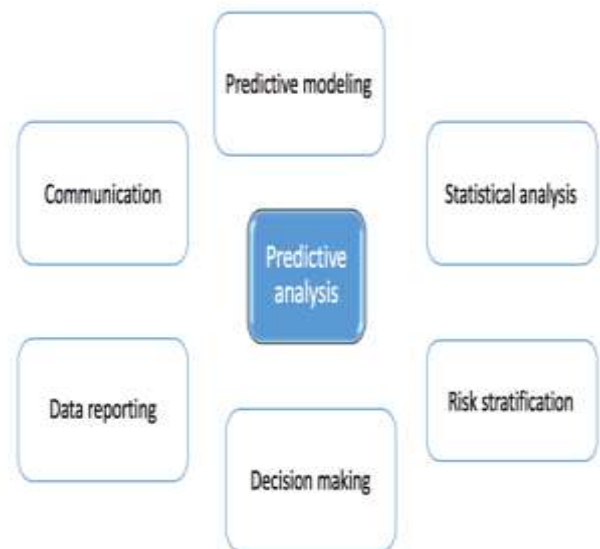 Predictive modeling
Communication
Statistical analysis
Predictive
analysis
Data reporting
Risk stratification
Decision making